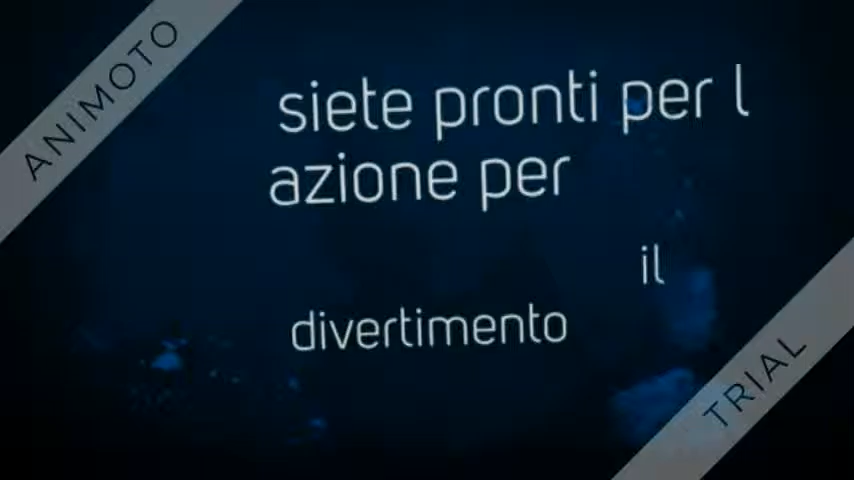 ANIMOTO
siete pronti per l
azione per
il
divertimento
TRIAL